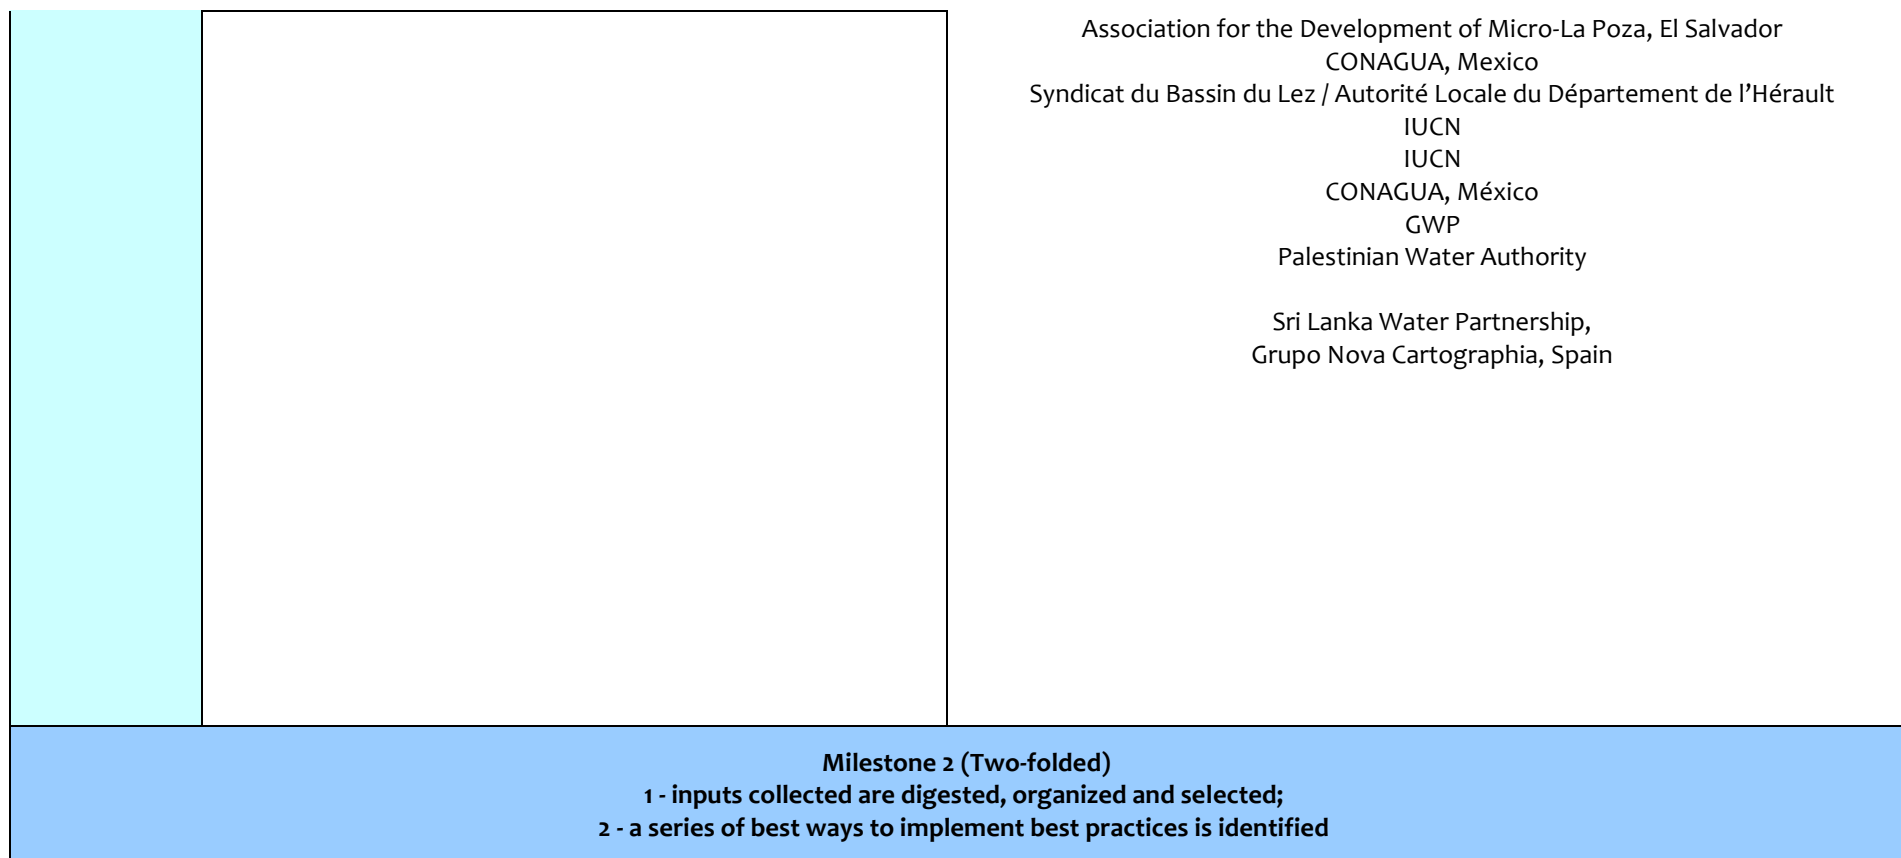 Association for the Development of Micro-La Poza, El Salvador
CONAGUA, Mexico
Syndicat du Bassin du Lez / Autorité Locale du Département de l’Hérault
IUCN
IUCN
CONAGUA, México
GWP
Palestinian Water Authority
Sri Lanka Water Partnership,
Grupo Nova Cartographia, Spain
Milestone 2 (Two-folded)
1 - inputs collected are digested, organized and selected;
2 - a series of best ways to implement best practices is identified